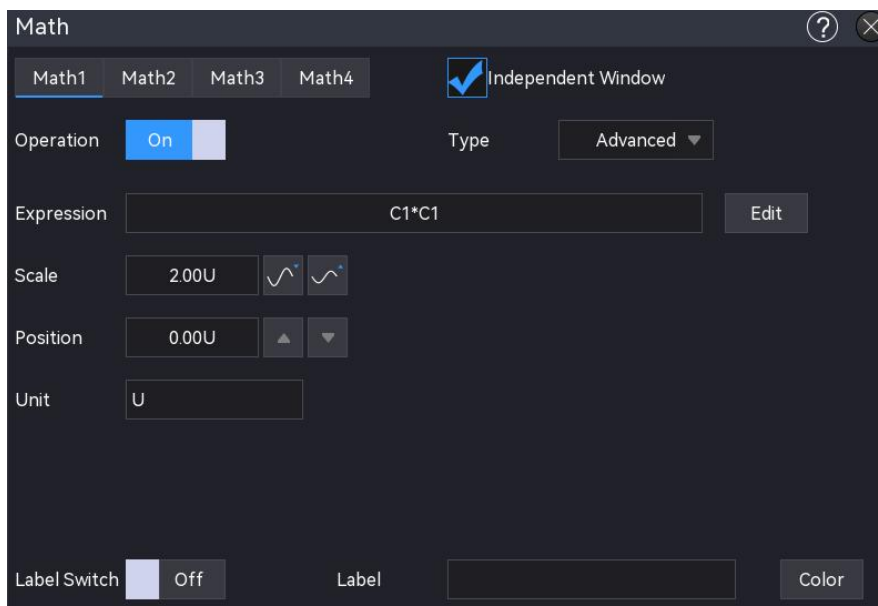 Math
?
Math1 Math2 Math3 Math4 Independent Window
Operation On Type Advanced
Expression C1*C1 Edit
Scale 2.00U
Position 0.00U
Unit U
Label Switch Off Label Color